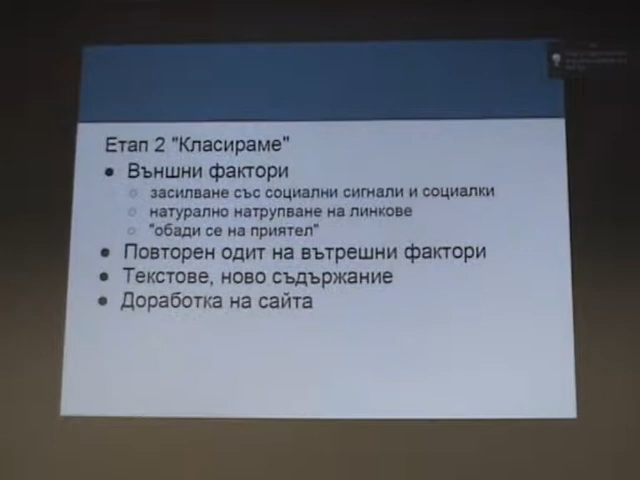 Етап 2 "Класираме"
Външни фактори
засилване със социални сигнали и социалки
натурално натрупване на линкове
"обади се на приятел"
Повторен одит на вътрешни фактори
Текстове, ново съдържание
Доработка на сайта